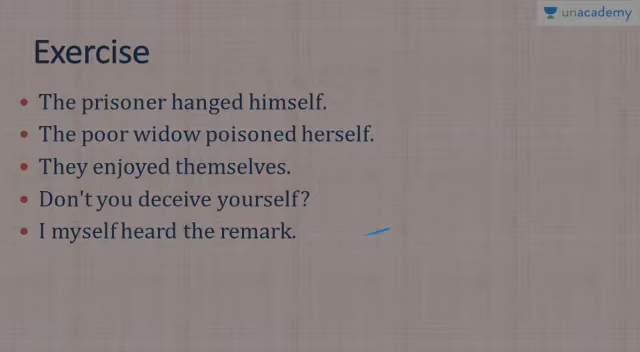 unacademy
Exercise
• The prisoner hanged himself.
• The poor widow poisoned herself.
• They enjoyed themselves.
• Don't you deceive yourself?
• I myself heard the remark.